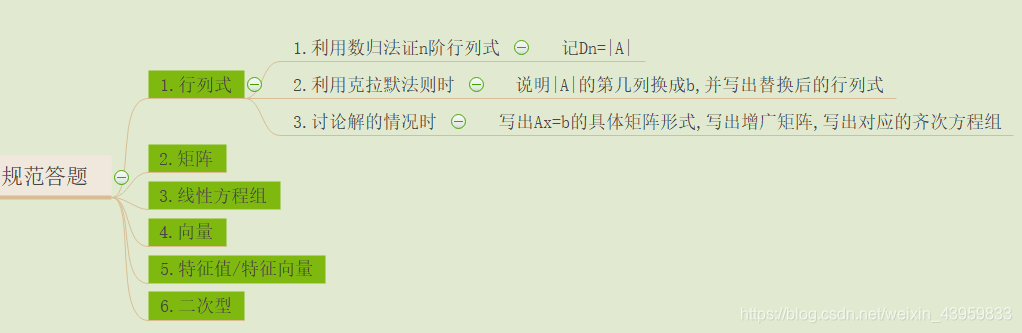 规范答题
1.行列式
1.利用数归法证n阶行列式 记Dn=|A|
2.利用克拉默法则时 说明|A|的第几列换成b,并写出替换后的行列式
3.讨论解的情况时 写出Ax=b的具体矩阵形式,写出增广矩阵,写出对应的齐次方程组
2.矩阵
3.线性方程组
4.向量
5.特征值/特征向量
6.二次型
https://blog.csdn.net/weixin_43959833